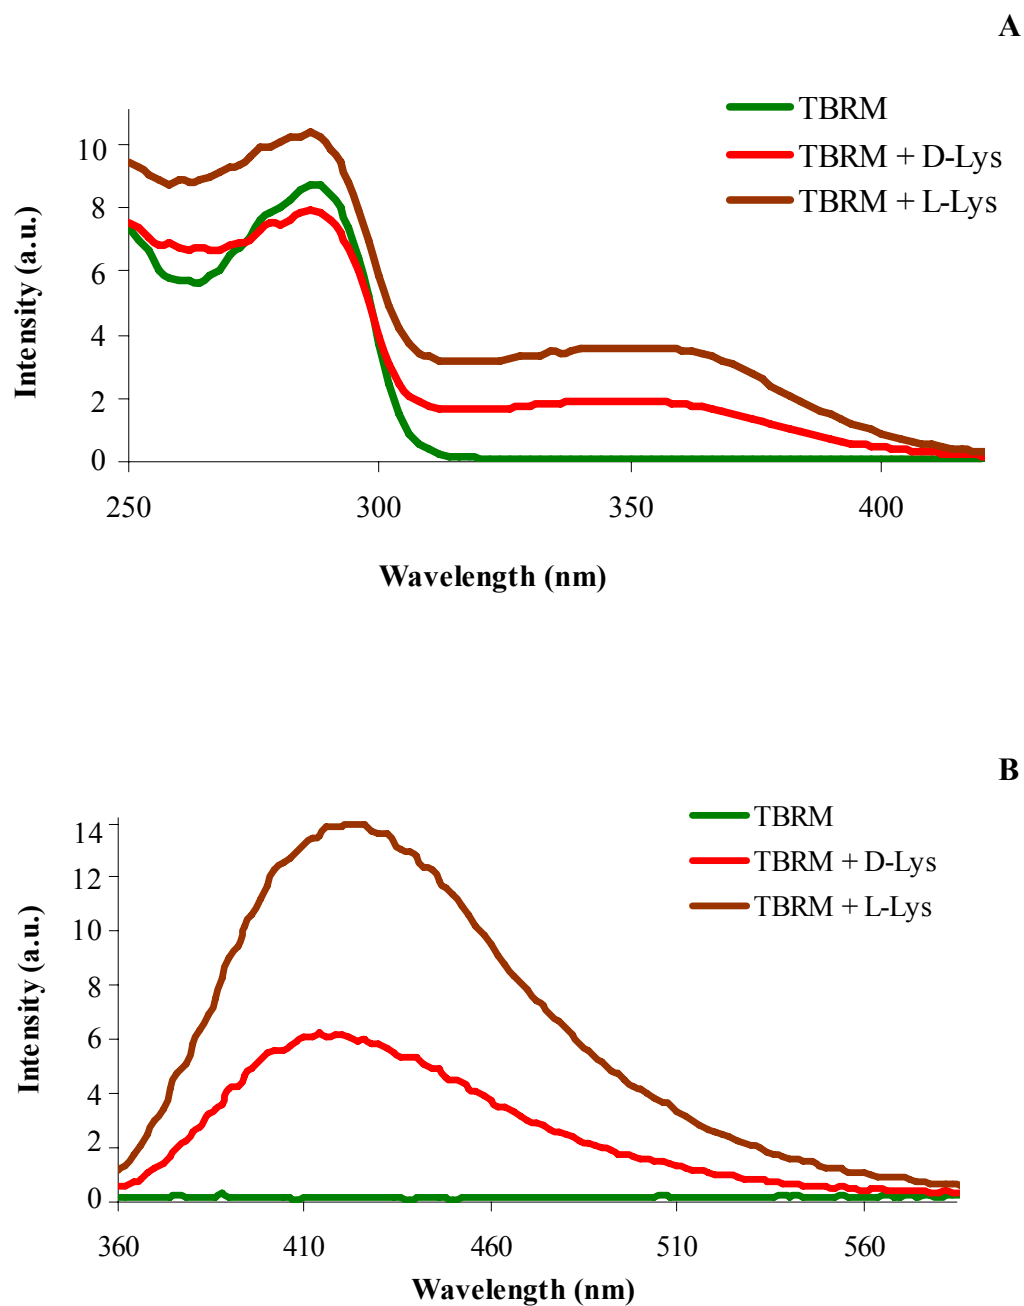 A
TBRM
TBRM + D-Lys
TBRM + L-Lys
Intensity (a.u.)
10
8
6
4
2
0
250 300 350 400
Wavelength (nm)
B
TBRM
TBRM + D-Lys
TBRM + L-Lys
Intensity (a.u.)
14
12
10
8
6
4
2
0
360 410 460 510 560
Wavelength (nm)